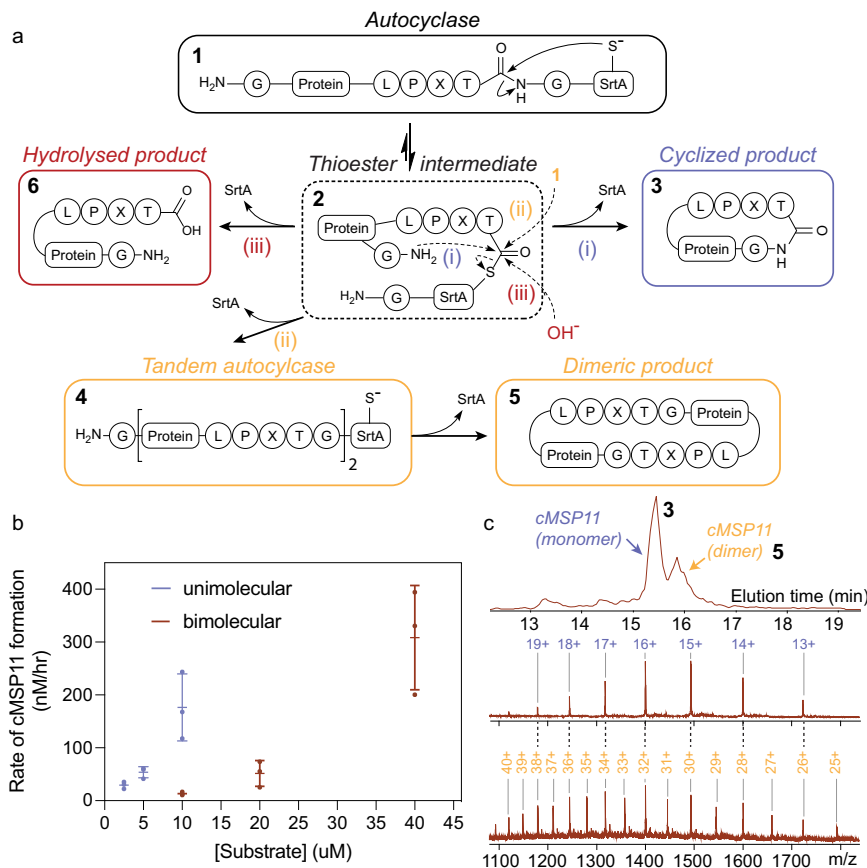 a
Autocyclase
1
H₂N G Protein L P X T O N H G S⁻ SrtA
Hydrolysed product
6
L P X T O OH
Protein G NH₂
SrtA
(iii)
Thioester intermediate
2
L P X T (ii)
Protein
G NH₂ (i) O
S
H₂N G SrtA (iii)
1
OH⁻
SrtA
(i)
Cyclized product
3
L P X T
O
Protein G N
H
SrtA
(ii)
Tandem autocylcase
4
S⁻
H₂N G [ Protein L P X T G ]₂ SrtA
SrtA
Dimeric product
5
L P X T G Protein
Protein G T X P L
b
Rate of cMSP11 formation
(nM/hr)
unimolecular
bimolecular
400
300
200
100
0
0 5 10 15 20 25 30 35 40 45
[Substrate] (uM)
c
cMSP11
(monomer)
3
cMSP11
(dimer) 5
Elution time (min)
13 14 15 16 17 18 19
19+ 18+ 17+ 16+ 15+ 14+ 13+
40+ 39+ 38+ 37+ 36+ 35+ 34+ 33+ 32+ 31+ 30+ 29+ 28+ 27+ 26+ 25+
1100 1200 1300 1400 1500 1600 1700 m/z